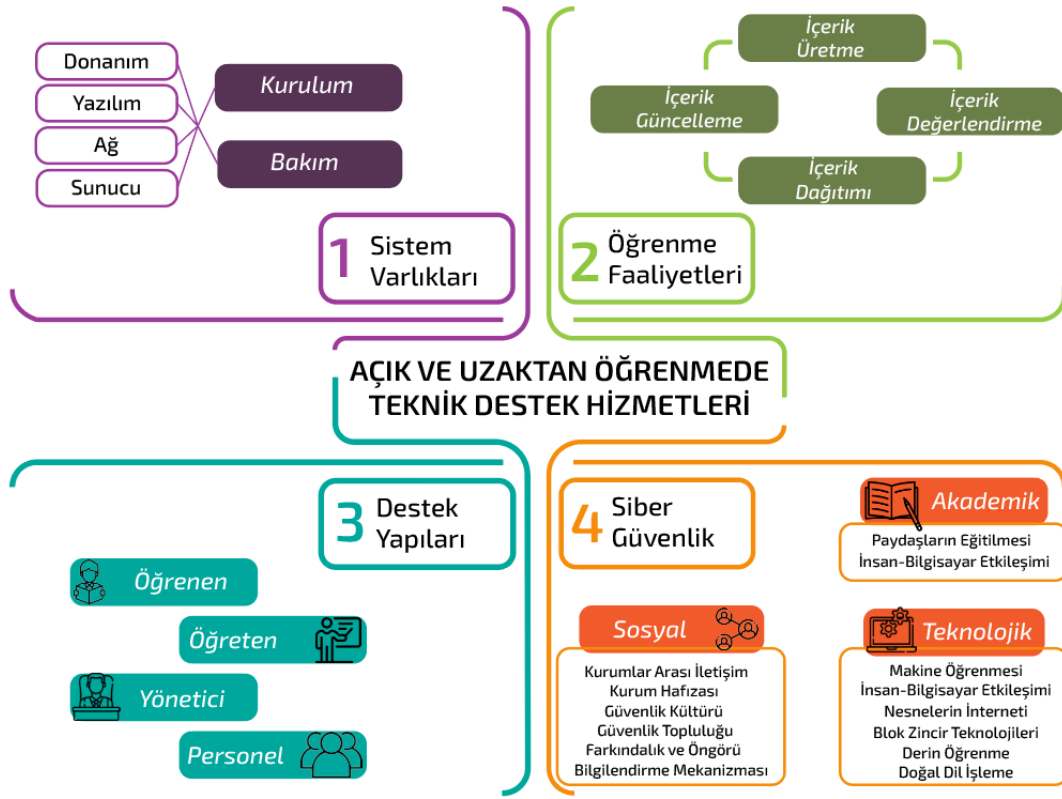 Donanım
Yazılım
Ağ
Sunucu
Kurulum
Bakım
1
Sistem
Varlıkları
İçerik
Üretme
İçerik
Güncelleme
İçerik
Değerlendirme
İçerik
Dağıtımı
2
Öğrenme
Faaliyetleri
AÇIK VE UZAKTAN ÖĞRENMEDE
TEKNİK DESTEK HİZMETLERİ
3
Destek
Yapıları
Öğrenen
Öğreten
Yönetici
Personel
4
Siber
Güvenlik
Akademik
Paydaşların Eğitilmesi
İnsan-Bilgisayar Etkileşimi
Sosyal
Kurumlar Arası İletişim
Kurum Hafızası
Güvenlik Kültürü
Güvenlik Topluluğu
Farkındalık ve Öngörü
Bilgilendirme Mekanizması
Teknolojik
Makine Öğrenmesi
İnsan-Bilgisayar Etkileşimi
Nesnelerin İnterneti
Blok Zincir Teknolojileri
Derin Öğrenme
Doğal Dil İşleme